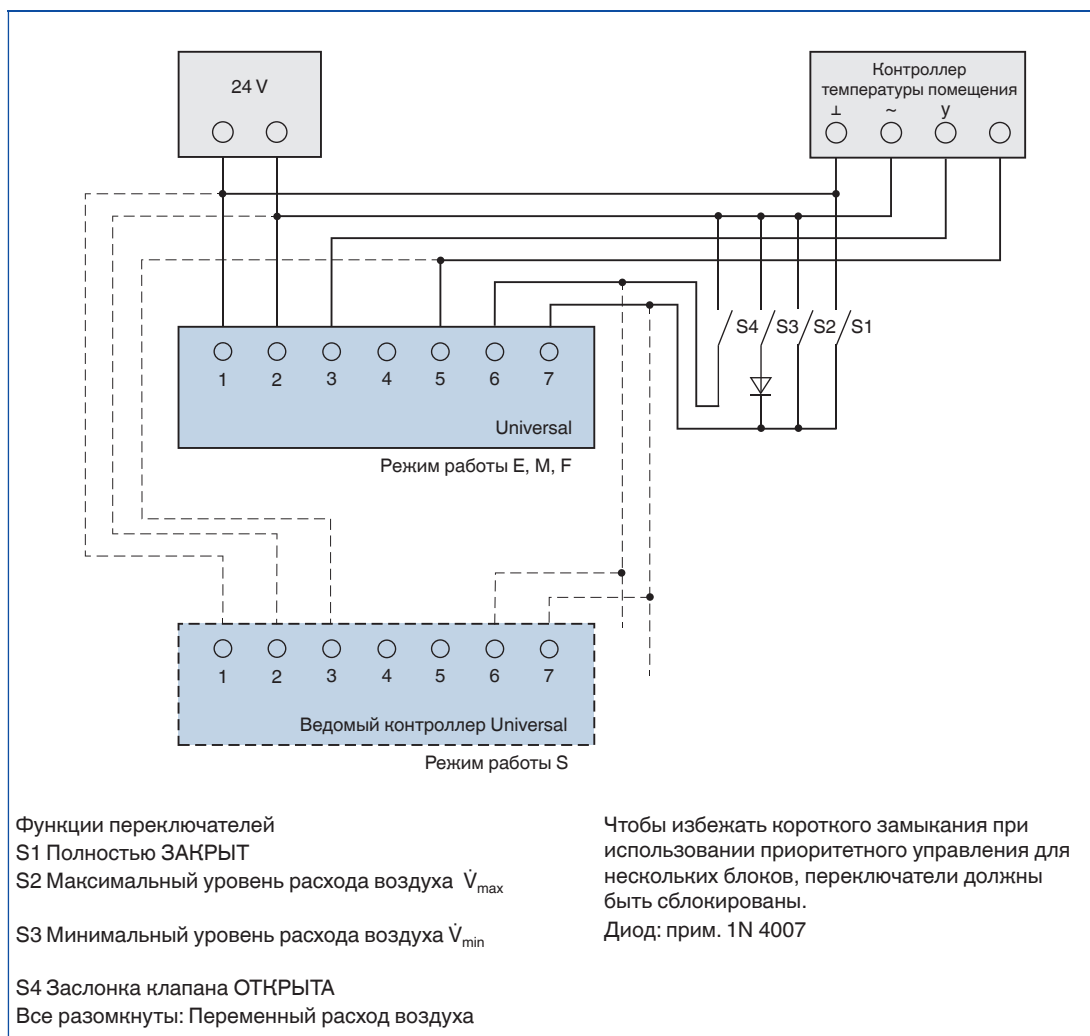 24 V
Контроллер
температуры помещения
⊥ ~ y
S4 S3 S2 S1
1 2 3 4 5 6 7
Universal
Режим работы E, M, F
1 2 3 4 5 6 7
Ведомый контроллер Universal
Режим работы S
Функции переключателей
S1 Полностью ЗАКРЫТ
S2 Максимальный уровень расхода воздуха V̇max
S3 Минимальный уровень расхода воздуха V̇min
S4 Заслонка клапана ОТКРЫТА
Все разомкнуты: Переменный расход воздуха
Чтобы избежать короткого замыкания при
использовании приоритетного управления для
нескольких блоков, переключатели должны
быть сблокированы.
Диод: прим. 1N 4007